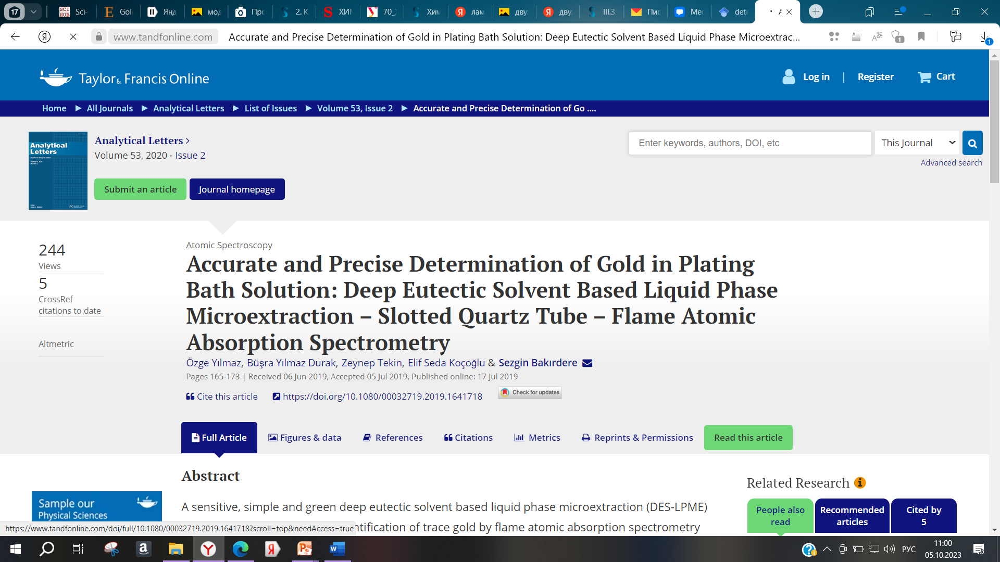 17
SCI HUB
Sci-
Gol
Янд
мод
Про
2. К
ХИМ
70_
Хим
лам
дву
дву
III.3
Пис
Мес
dete
www.tandfonline.com
Accurate and Precise Determination of Gold in Plating Bath Solution: Deep Eutectic Solvent Based Liquid Phase Microextrac...
1
1
Taylor & Francis Online
Log in | Register
Cart
Home ▶ All Journals ▶ Analytical Letters ▶ List of Issues ▶ Volume 53, Issue 2 ▶ Accurate and Precise Determination of Go ....
Analytical
Letters
Analytical Letters >
Volume 53, 2020 - Issue 2
Enter keywords, authors, DOI, etc
This Journal
Advanced search
Submit an article
Journal homepage
244
Views
5
CrossRef
citations to date
Altmetric
Atomic Spectroscopy
Accurate and Precise Determination of Gold in Plating
Bath Solution: Deep Eutectic Solvent Based Liquid Phase
Microextraction – Slotted Quartz Tube – Flame Atomic
Absorption Spectrometry
Özge Yılmaz, Büşra Yılmaz Durak, Zeynep Tekin, Elif Seda Koçoğlu & Sezgin Bakırdere
Pages 165-173 | Received 06 Jun 2019, Accepted 05 Jul 2019, Published online: 17 Jul 2019
Cite this article
https://doi.org/10.1080/00032719.2019.1641718
Check for updates
Full Article
Figures & data
References
Citations
Metrics
Reprints & Permissions
Read this article
Abstract
A sensitive, simple and green deep eutectic solvent based liquid phase microextraction (DES-LPME)
ntification of trace gold by flame atomic absorption spectrometry
Related Research
People also
read
Recommended
articles
Cited by
5
Sample our
Physical Sciences
https://www.tandfonline.com/doi/full/10.1080/00032719.2019.1641718?scroll=top&needAccess=true
РУС
11:00
05.10.2023